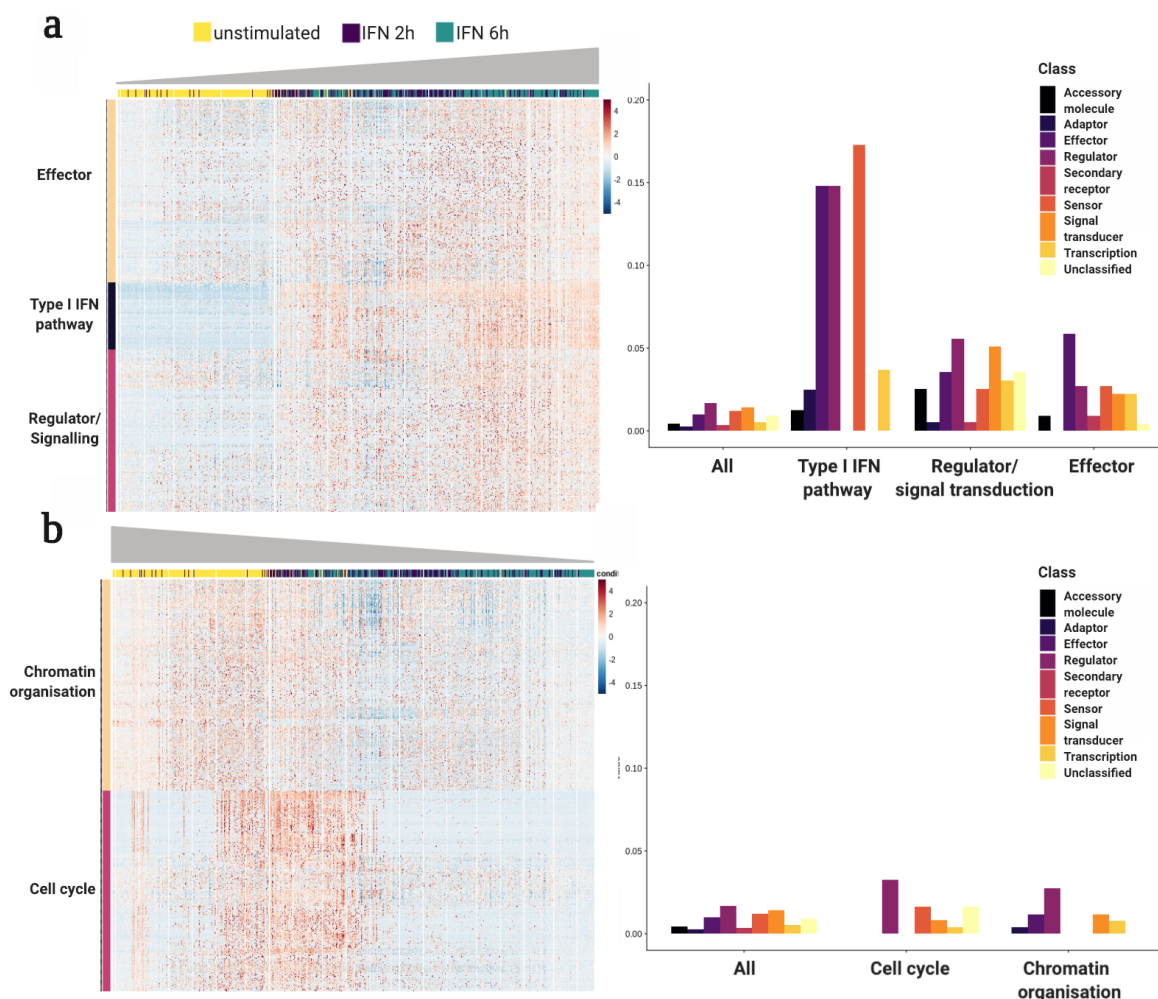 a
unstimulated IFN 2h IFN 6h
Effector
Type I IFN
pathway
Regulator/
Signalling
4
2
0
-2
-4
0.20
0.15
0.10
0.05
0.00
All
Type I IFN
pathway
Regulator/
signal transduction
Effector
Class
Accessory
molecule
Adaptor
Effector
Regulator
Secondary
receptor
Sensor
Signal
transducer
Transcription
Unclassified
b
condi
Chromatin
organisation
Cell cycle
4
2
0
-2
-4
0.20
0.15
0.10
0.05
0.00
All
Cell cycle
Chromatin
organisation
Class
Accessory
molecule
Adaptor
Effector
Regulator
Secondary
receptor
Sensor
Signal
transducer
Transcription
Unclassified